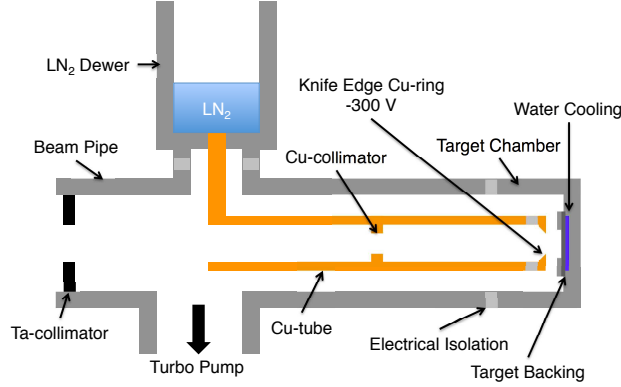 LN₂ Dewer
LN₂
Knife Edge Cu-ring
-300 V
Water Cooling
Beam Pipe
Cu-collimator
Target Chamber
Ta-collimator
Cu-tube
Electrical Isolation
Turbo Pump
Target Backing